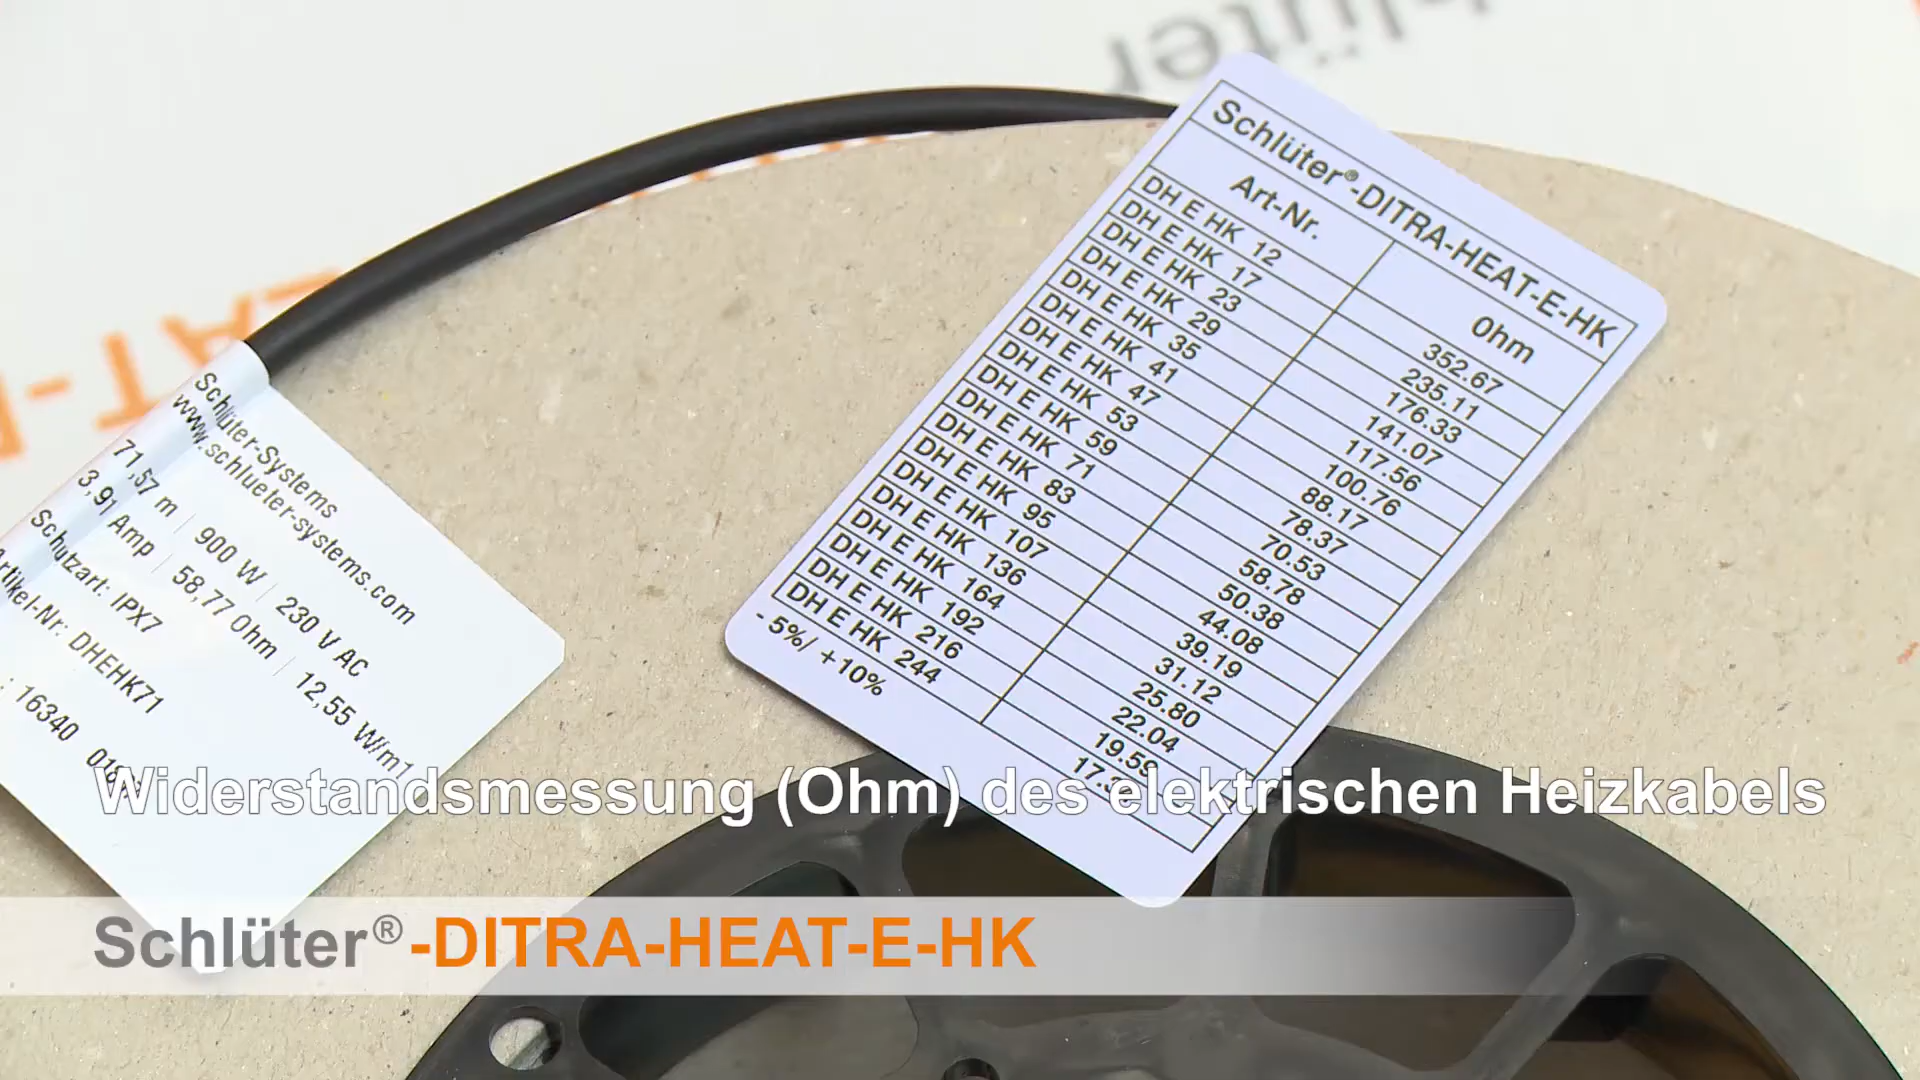 Schlüter
EAT-
Schlüter®-DITRA-HEAT-E-HK
Art-Nr. Ohm
DH E HK 12 352.67
DH E HK 17 235.11
DH E HK 23 176.33
DH E HK 29 141.07
DH E HK 35 117.56
DH E HK 41 100.76
DH E HK 47 88.17
DH E HK 53 78.37
DH E HK 59 70.53
DH E HK 71 58.78
DH E HK 83 50.38
DH E HK 95 44.08
DH E HK 107 39.19
DH E HK 136 31.12
DH E HK 164 25.80
DH E HK 192 22.04
DH E HK 216 19.59
DH E HK 244
- 5%/ +10%
Schlüter-Systems
www.schlueter-systems.com
71,57 m | 900 W | 230 V AC
3,91 Amp | 58,77 Ohm | 12,55 W/m
Schutzart: IPX7
Artikel-Nr: DHEHK71
: 16340
Widerstandsmessung (Ohm) des elektrischen Heizkabels
Schlüter®-DITRA-HEAT-E-HK